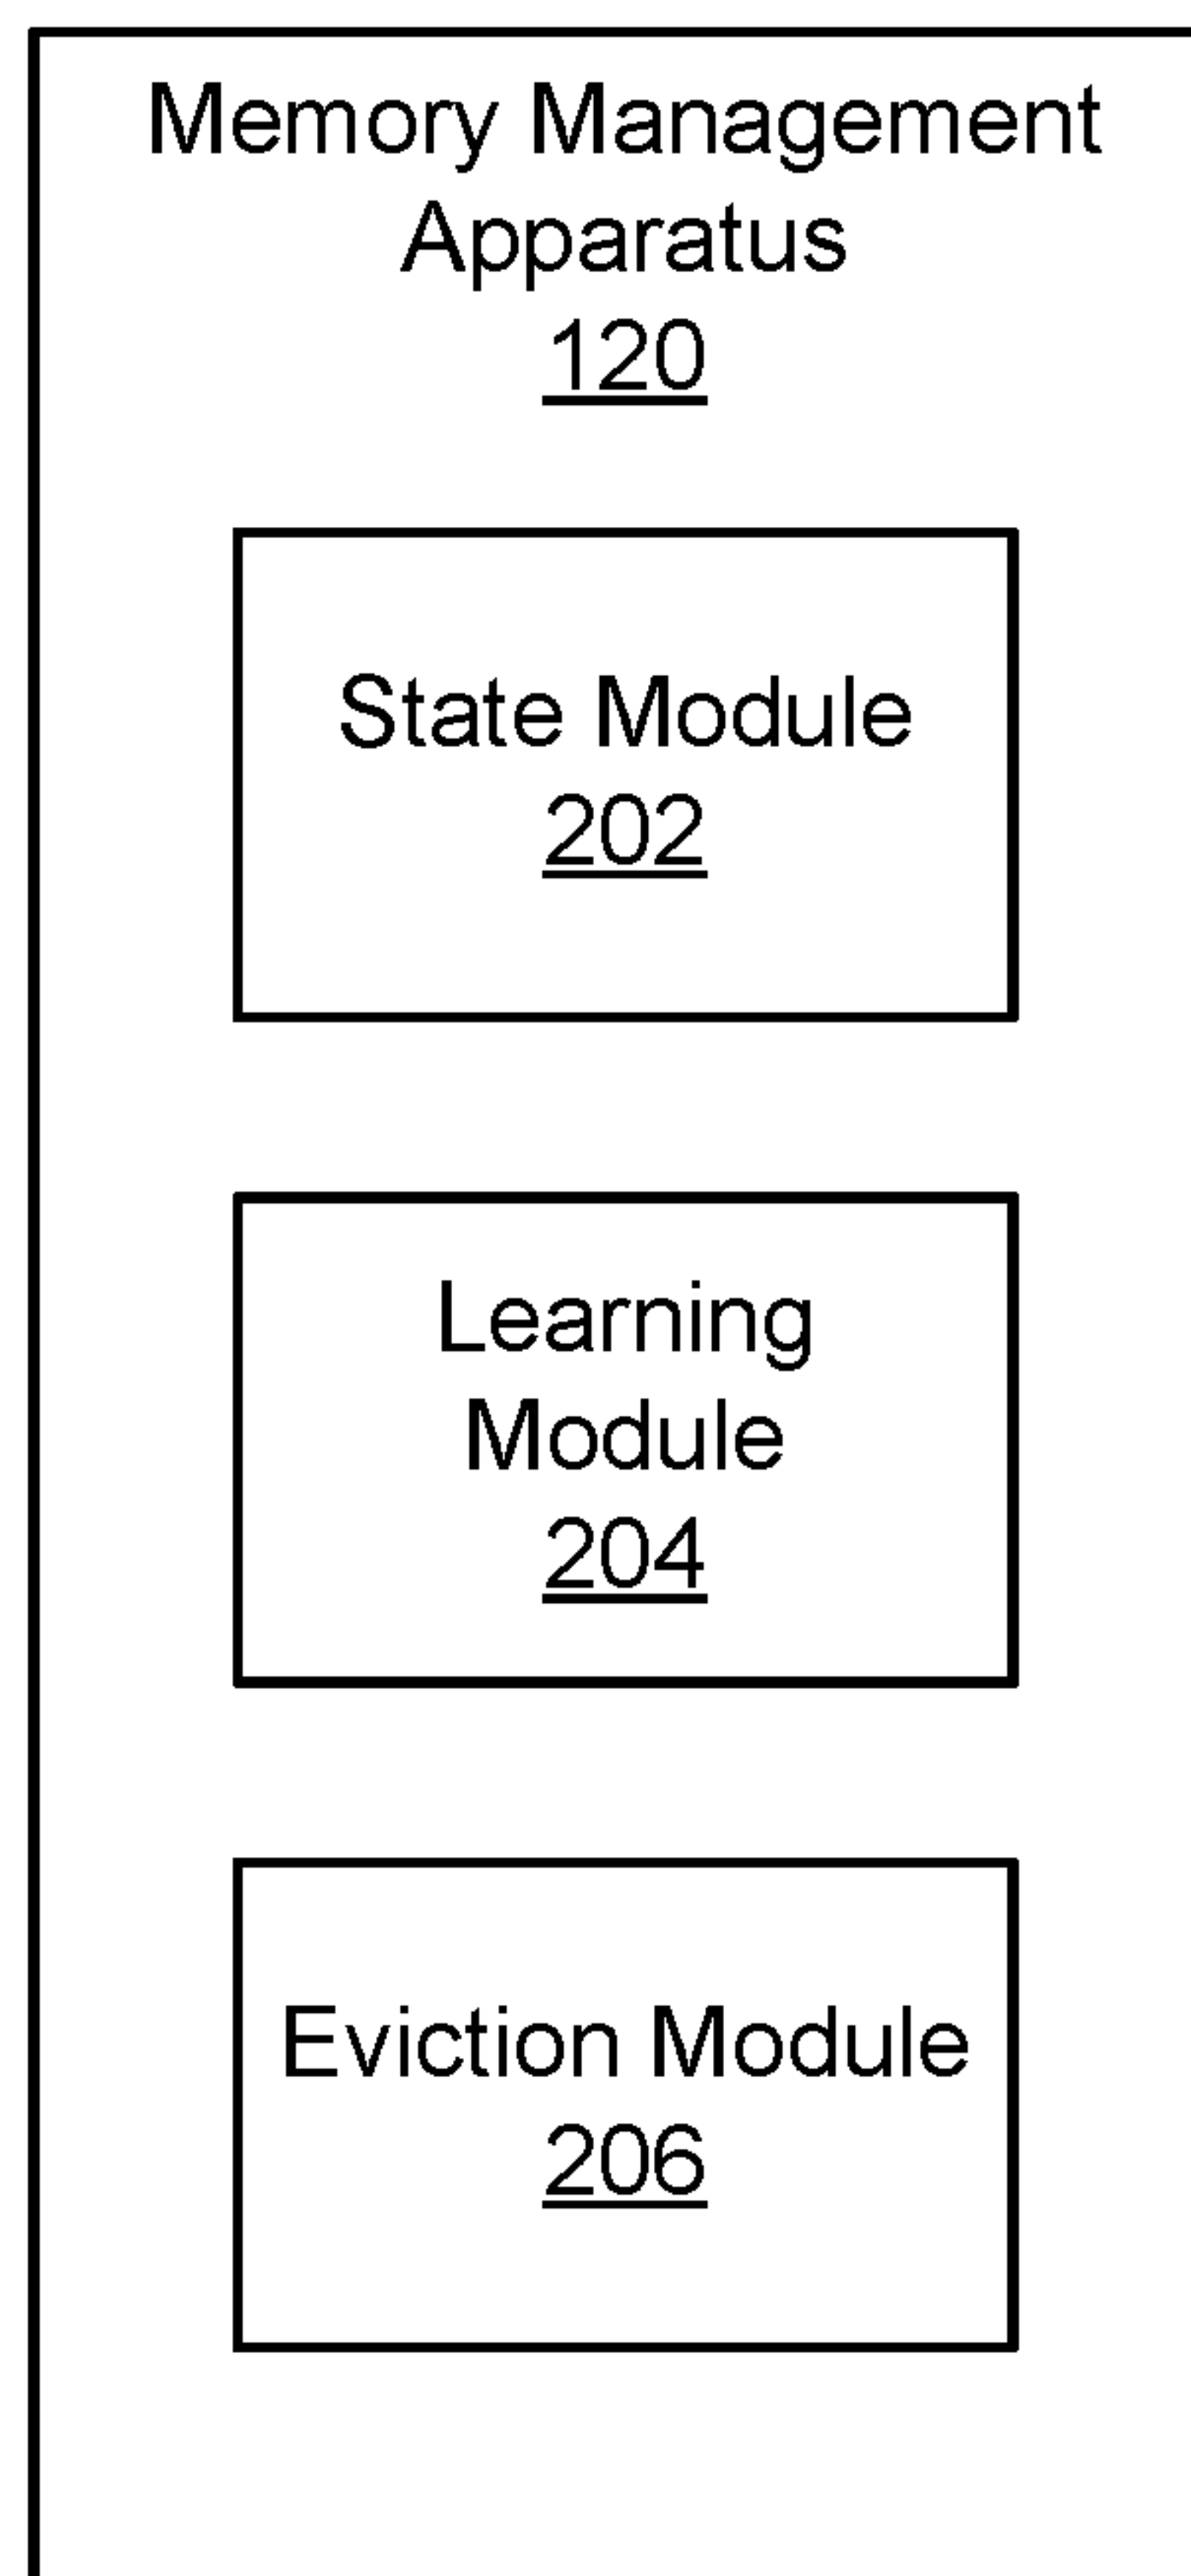 Memory Management
Apparatus
120
State Module
202
Learning
Module
204
Eviction Module
206